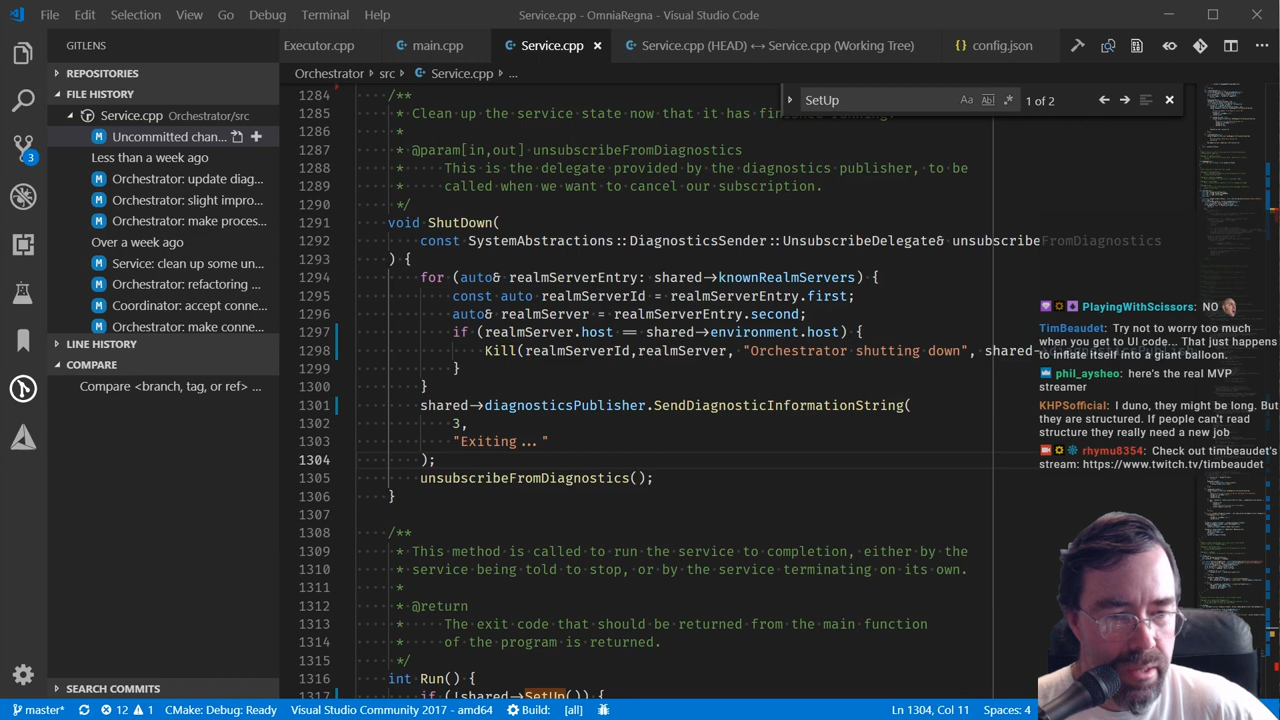 File Edit Selection View Go Debug Terminal Help
Service.cpp - OmniaRegna - Visual Studio Code
GITLENS
Executor.cpp
main.cpp
Service.cpp
Service.cpp (HEAD) ↔ Service.cpp (Working Tree)
config.json
REPOSITORIES
FILE HISTORY
Service.cpp Orchestrator/src
M Uncommitted chan...
Less than a week ago
M Orchestrator: update diag...
M Orchestrator: slight impro...
M Orchestrator: make proces...
Over a week ago
M Service: clean up some un...
M Orchestrator: refactoring ...
M Coordinator: accept conne...
M Orchestrator: make conne...
LINE HISTORY
COMPARE
Compare <branch, tag, or ref> ...
SEARCH COMMITS
3
Orchestrator › src › Service.cpp › ...
SetUp
Aa Abl .*
1 of 2
1284 /**
1285 * Clean up the service state now that it has fin
1286 *
1287 * @param[in,out] unsubscribeFromDiagnostics
1288 * This is the delegate provided by the diagnostics publisher, to be
1289 * called when we want to cancel our subscription.
1290 */
1291 void ShutDown(
1292 const SystemAbstractions::DiagnosticsSender::UnsubscribeDelegate& unsubscribeFromDiagnostics
1293 ) {
1294 for (auto& realmServerEntry: shared->knownRealmServers) {
1295 const auto realmServerId = realmServerEntry.first;
1296 auto& realmServer = realmServerEntry.second;
1297 if (realmServer.host == shared->environment.host) {
1298 Kill(realmServerId,realmServer, "Orchestrator shutting down", shared-
1299 }
1300 }
1301 shared->diagnosticsPublisher.SendDiagnosticInformationString(
1302 3,
1303 "Exiting..."
1304 );
1305 unsubscribeFromDiagnostics();
1306 }
1307
1308 /**
1309 * This method is called to run the service to completion, either by the
1310 * service being told to stop, or by the service terminating on its own.
1311 *
1312 * @return
1313 * The exit code that should be returned from the main function
1314 * of the program is returned.
1315 */
1316 int Run() {
1317 if (!shared->SetUp()) {
PlayingWithScissors: NO
TimBeaudet: Try not to worry too much
when you get to UI code... That just happens
to inflate itself into a giant balloon.
phil_aysheo: here's the real MVP
streamer
KHPSofficial: I duno, they might be long. But
they are structured. If people can't read
structure they really need a new job
rhymu8354: Check out timbeaudet's
stream: https://www.twitch.tv/timbeaudet
master*
12 1
CMake: Debug: Ready
Visual Studio Community 2017 - amd64
Build:
[all]
Ln 1304, Col 11
Spaces: 4